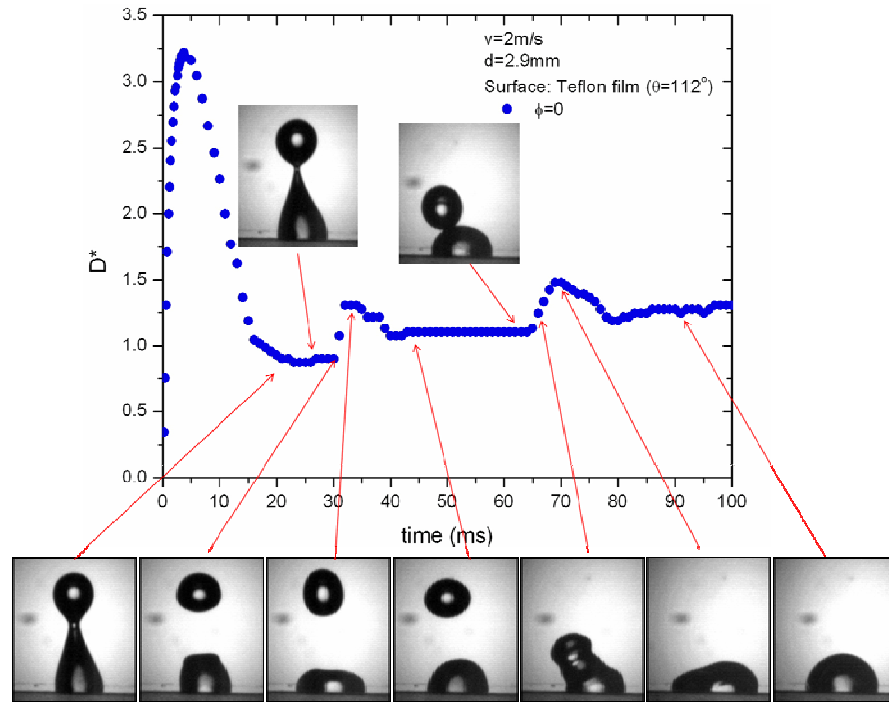 3.5
3.0
2.5
2.0
1.5
1.0
0.5
0.0
D*
v=2m/s
d=2.9mm
Surface: Teflon film (θ=112°)
ϕ=0
0 10 20 30 40 50 60 70 80 90 100
time (ms)